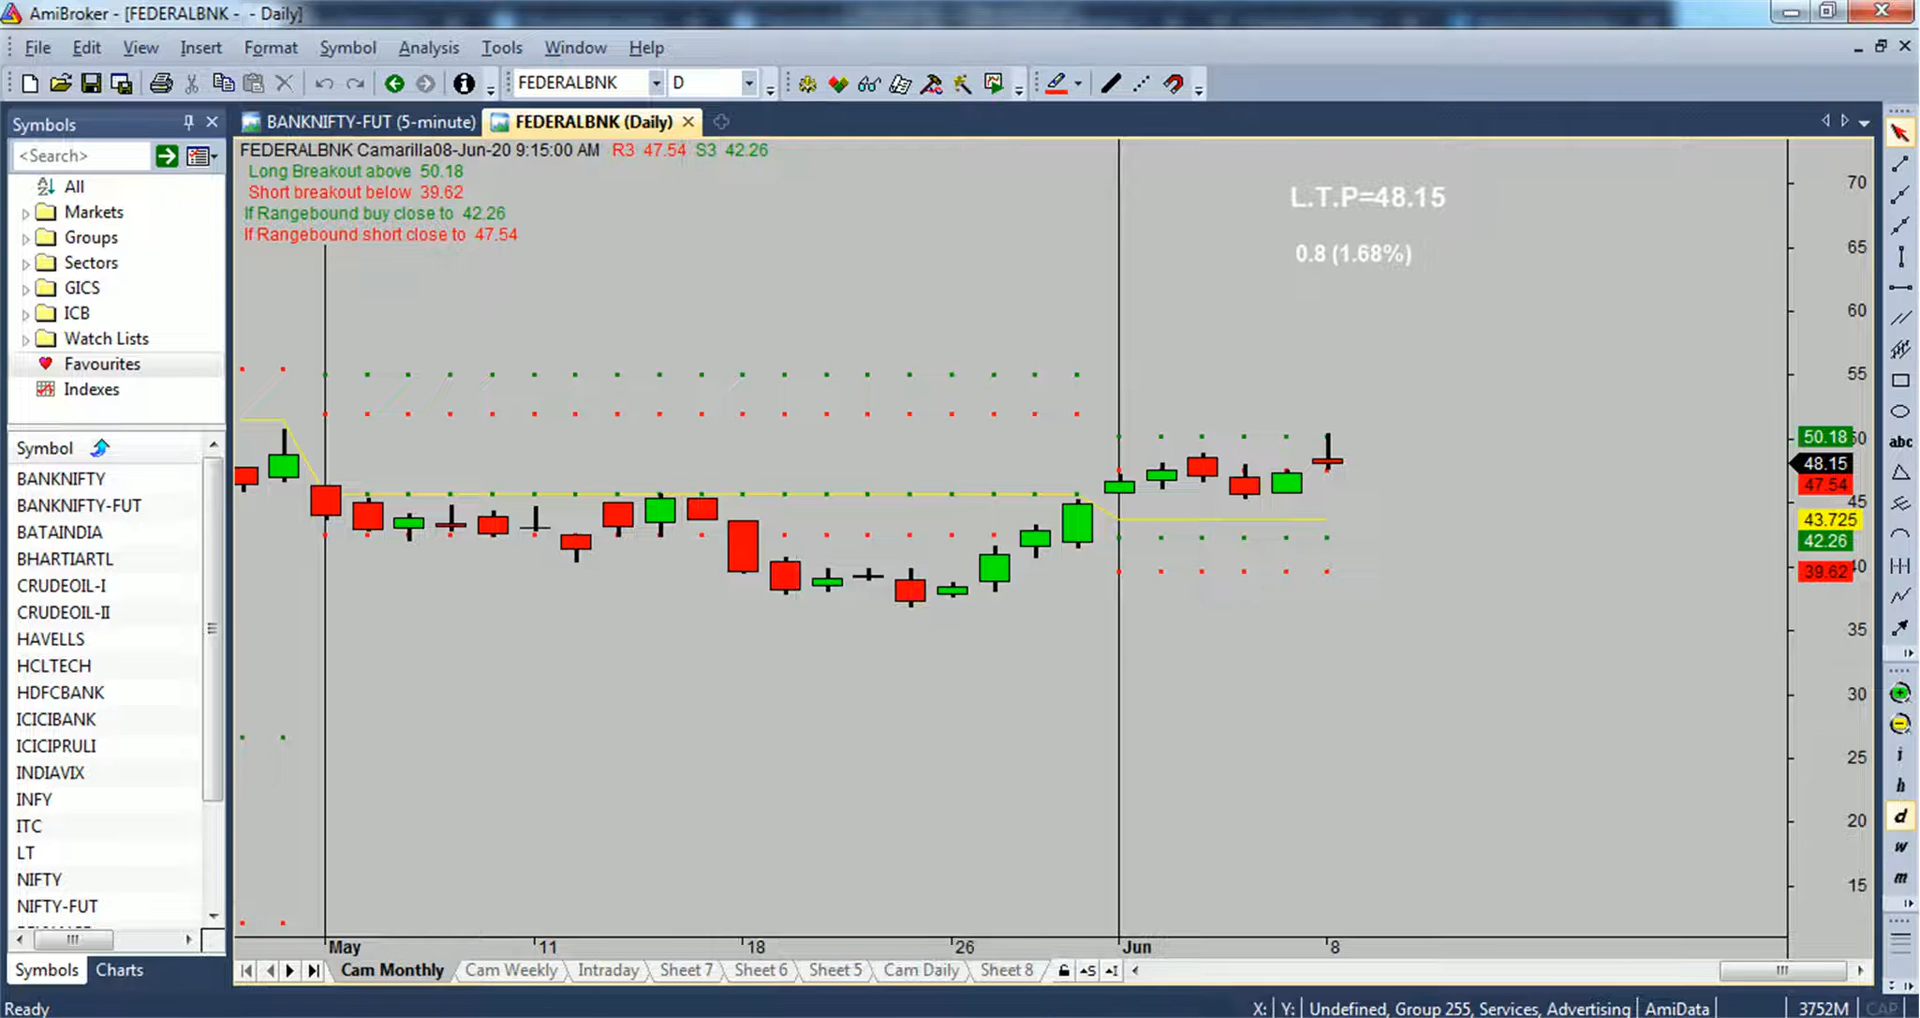 AmiBroker - [FEDERALBNK - - Daily]
File Edit View Insert Format Symbol Analysis Tools Window Help
FEDERALBNK D
Symbols
BANKNIFTY-FUT (5-minute) FEDERALBNK (Daily)
<Search>
All
Markets
Groups
Sectors
GICS
ICB
Watch Lists
Favourites
Indexes
Symbol
BANKNIFTY
BANKNIFTY-FUT
BATAINDIA
BHARTIARTL
CRUDEOIL-I
CRUDEOIL-II
HAVELLS
HCLTECH
HDFCBANK
ICICIBANK
ICICIPRULI
INDIAVIX
INFY
ITC
LT
NIFTY
NIFTY-FUT
Symbols Charts
FEDERALBNK Camarilla08-Jun-20 9:15:00 AM R3 47.54 S3 42.26
Long Breakout above 50.18
Short breakout below 39.62
If Rangebound buy close to 42.26
If Rangebound short close to 47.54
L.T.P=48.15
0.8 (1.68%)
70
65
60
55
50.18 50
48.15
47.54
45
43.725
42.26
39.62 40
35
30
25
20
15
May 11 18 26 Jun 8
Cam Monthly Cam Weekly Intraday Sheet 7 Sheet 6 Sheet 5 Cam Daily Sheet 8
S
I
abc
i
h
d
w
m
Ready
X: Y: Undefined, Group 255, Services, Advertising AmiData 3752M CAP